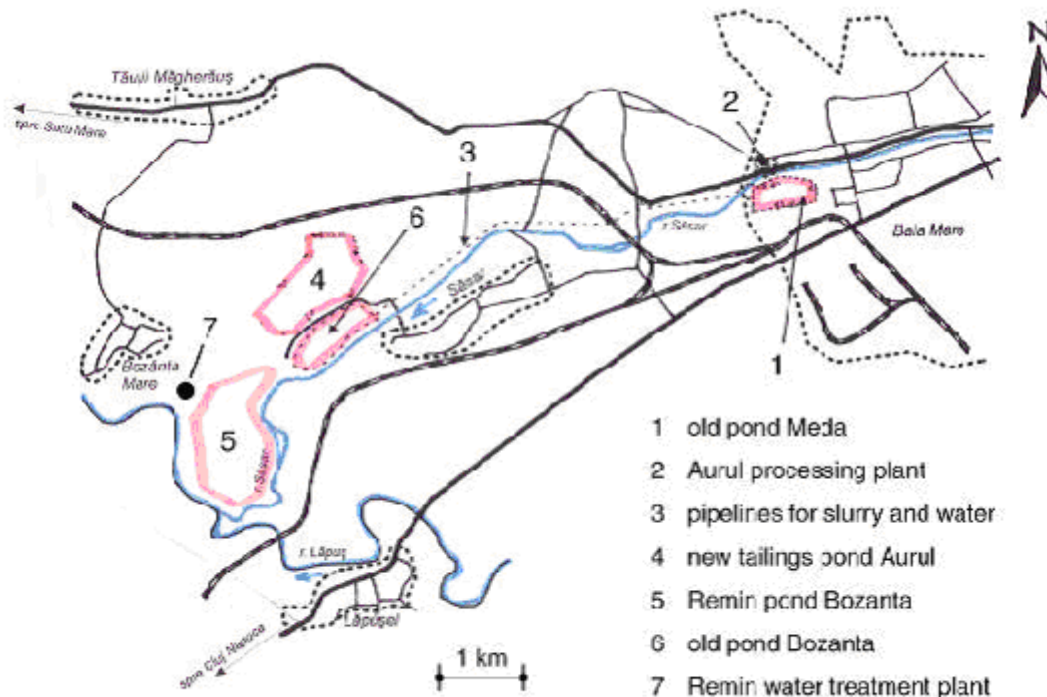 N
Tăuţii Măgherăuş
spre Satu Mare
2
3
6
r. Săsar
Baia Mare
4
Săsar
7
Bozânta
Mare
1
5
r. Săsar
r. Lăpuş
Lăpuşel
spre Cluj Napoca
1 km
1 old pond Meda
2 Aurul processing plant
3 pipelines for slurry and water
4 new tailings pond Aurul
5 Remin pond Bozanta
6 old pond Bozanta
7 Remin water treatment plant